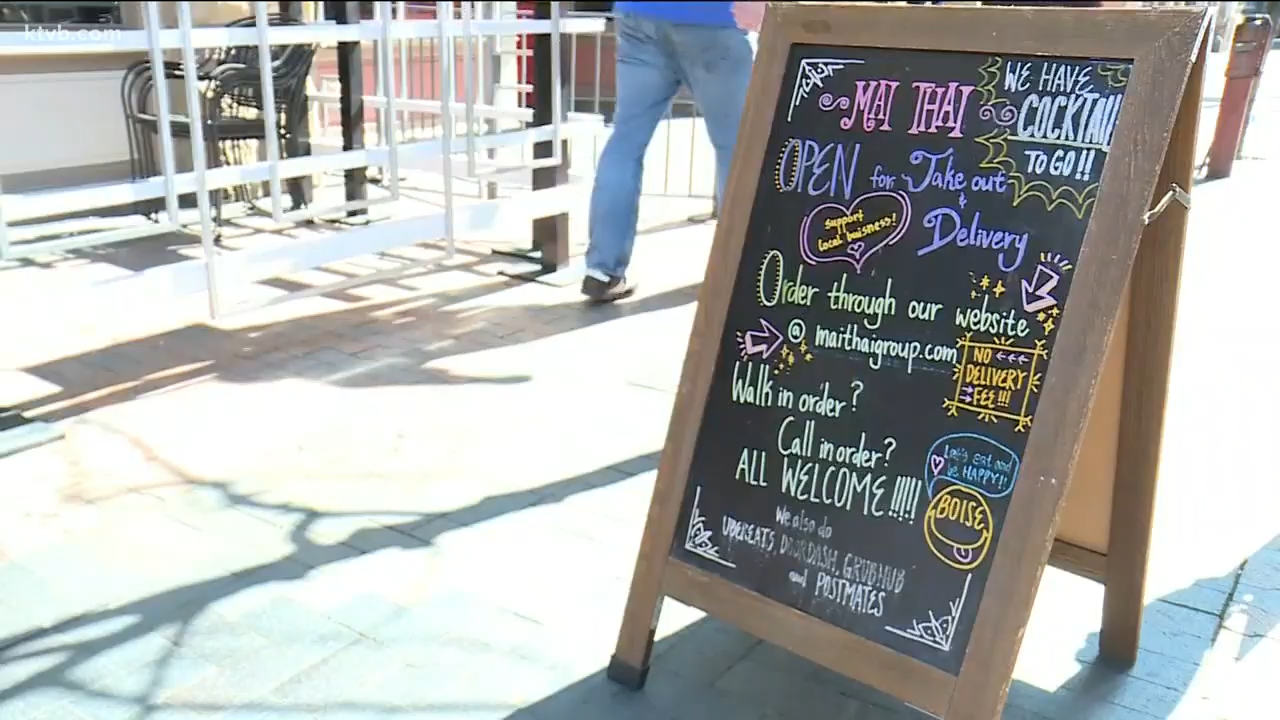 ktvb.com
MAI THAI
WE HAVE
COCKTAILS
TO GO!!
OPEN for Take out
&
Delivery
support
local buisness!
Order through our website
@ maithaigroup.com
NO
DELIVERY
FEE!!!
Walk in order?
Call in order?
ALL WELCOME!!!!!
Let's eat and
be HAPPY!!
BOISE
We also do
UBEREATS, DOORDASH, GRUBHUB
and POSTMATES